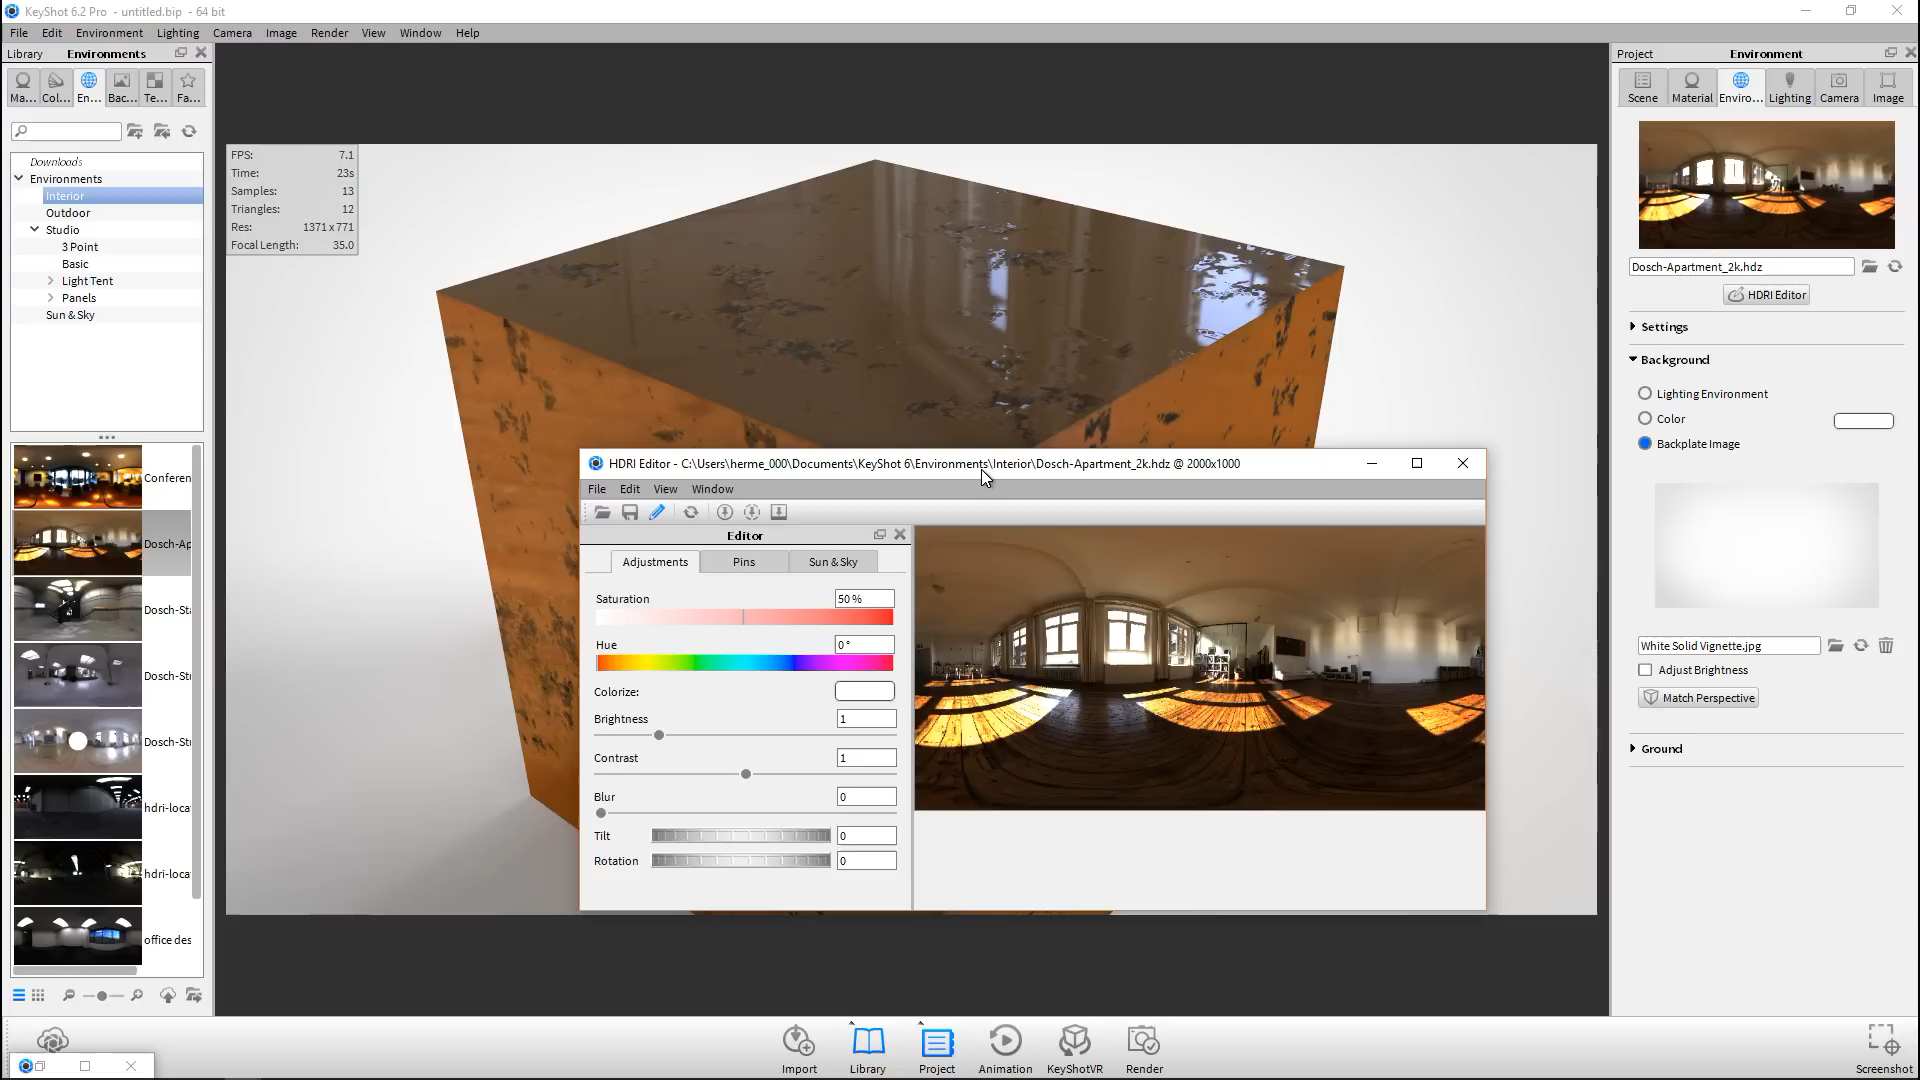 KeyShot 6.2 Pro - untitled.bip - 64 bit
File Edit Environment Lighting Camera Image Render View Window Help
Library Environments
Ma... Col... En... Bac... Te... Fa...
Downloads
Environments
Interior
Outdoor
Studio
3 Point
Basic
Light Tent
Panels
Sun & Sky
Conferen
Dosch-Ap
Dosch-Sta
Dosch-Stu
Dosch-Stu
hdri-loca
hdri-loca
office des
FPS: 7.1
Time: 23s
Samples: 13
Triangles: 12
Res: 1371 x 771
Focal Length: 35.0
HDRI Editor - C:\Users\herme_000\Documents\KeyShot 6\Environments\Interior\Dosch-Apartment_2k.hdz @ 2000x1000
File Edit View Window
Editor
Adjustments Pins Sun & Sky
Saturation 50 %
Hue 0 °
Colorize:
Brightness 1
Contrast 1
Blur 0
Tilt 0
Rotation 0
Project Environment
Scene Material Enviro... Lighting Camera Image
Dosch-Apartment_2k.hdz
HDRI Editor
Settings
Background
Lighting Environment
Color
Backplate Image
White Solid Vignette.jpg
Adjust Brightness
Match Perspective
Ground
Import Library Project Animation KeyShotVR Render Screenshot